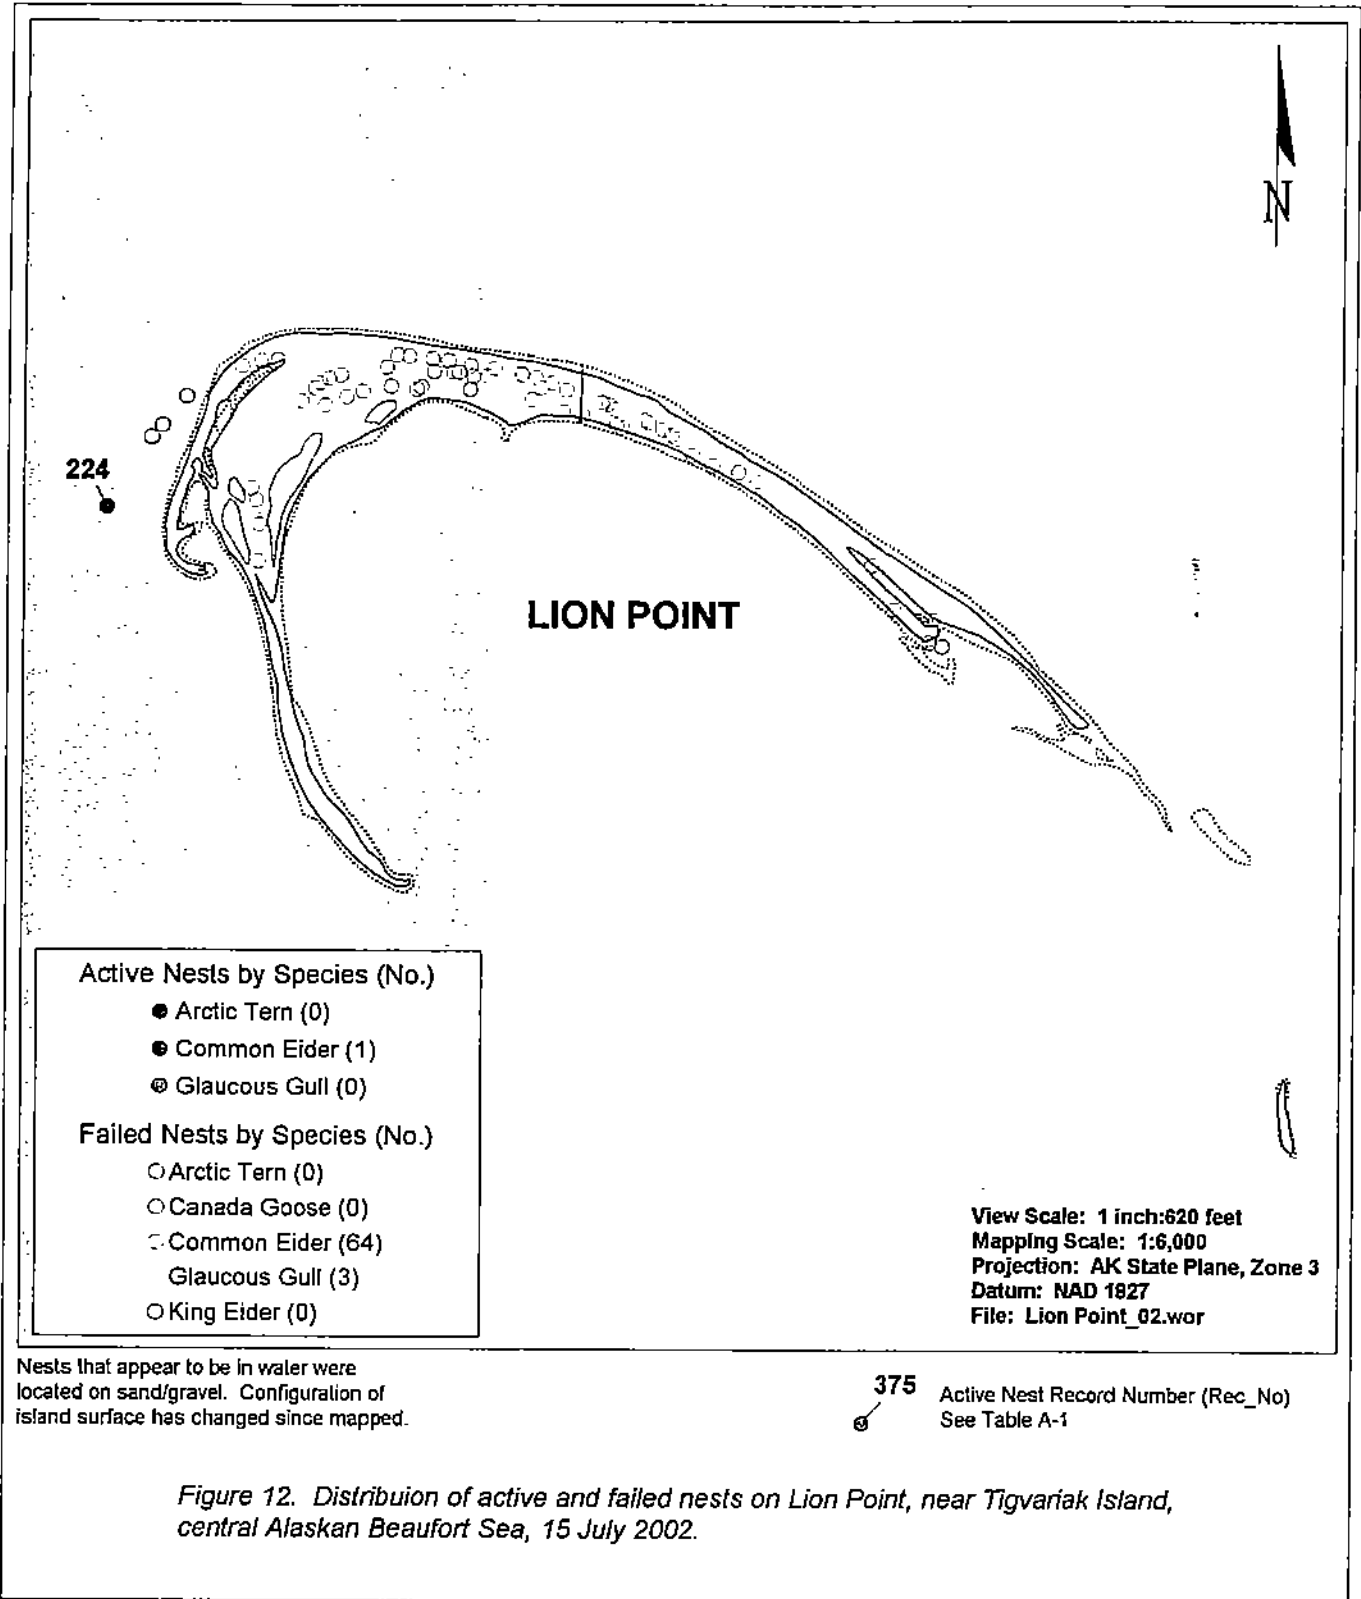 N
224
LION POINT
Active Nests by Species (No.)
Arctic Tern (0)
Common Eider (1)
Glaucous Gull (0)
Failed Nests by Species (No.)
Arctic Tern (0)
Canada Goose (0)
Common Eider (64)
Glaucous Gull (3)
King Eider (0)
View Scale: 1 inch:620 feet
Mapping Scale: 1:6,000
Projection: AK State Plane, Zone 3
Datum: NAD 1927
File: Lion Point_02.wor
Nests that appear to be in water were
located on sand/gravel. Configuration of
island surface has changed since mapped.
375
Active Nest Record Number (Rec_No)
See Table A-1
Figure 12. Distribuion of active and failed nests on Lion Point, near Tigvariak Island,
central Alaskan Beaufort Sea, 15 July 2002.